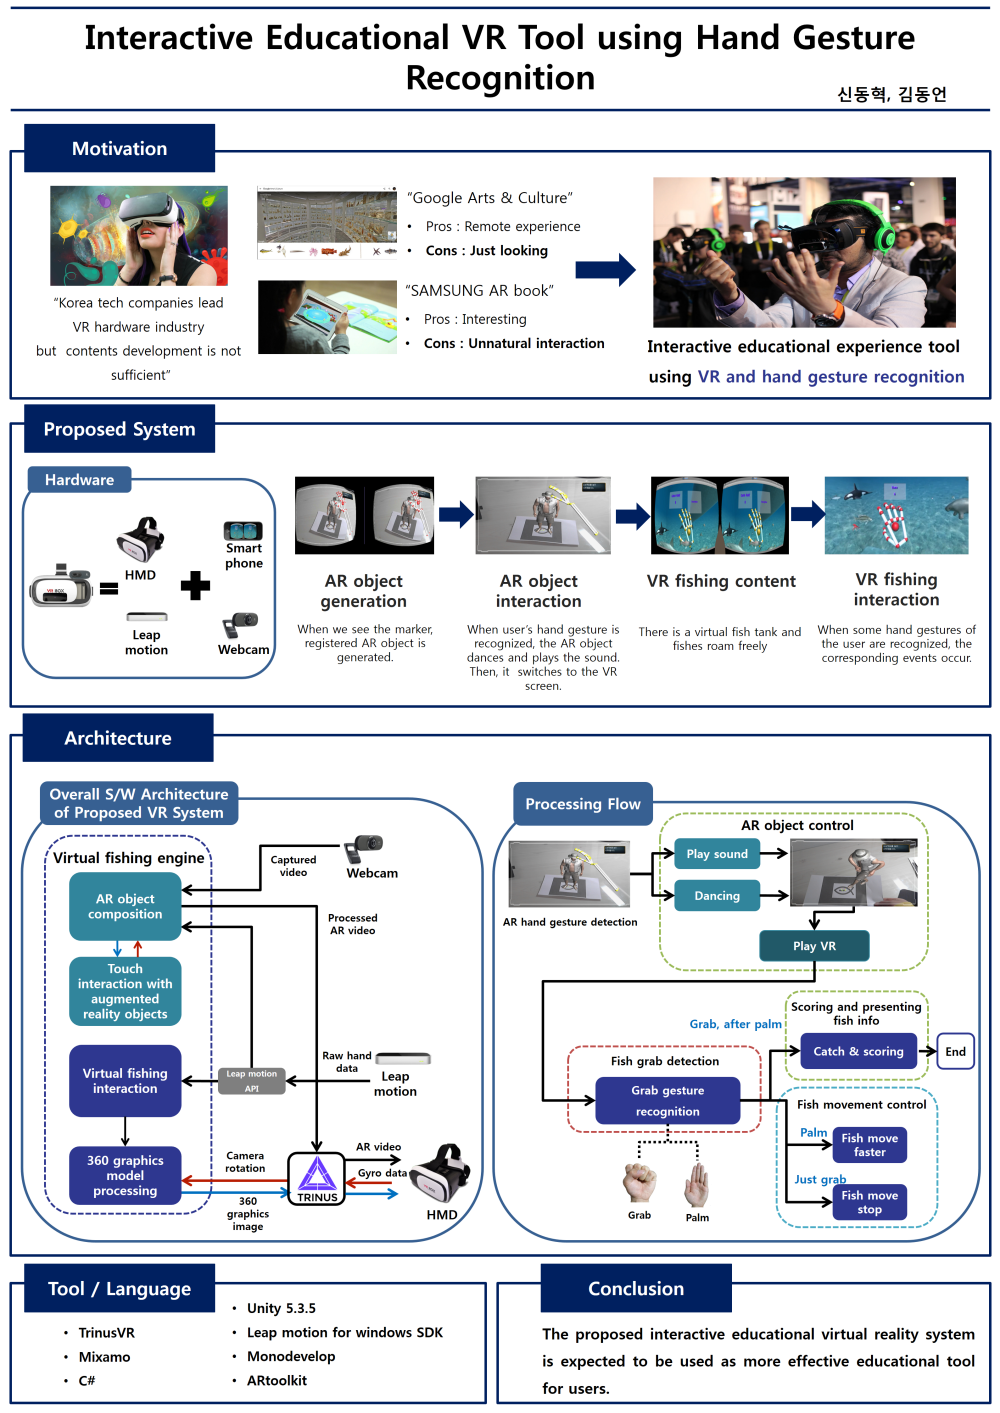 Interactive Educational VR Tool using Hand Gesture
Recognition
신동혁, 김동언
Motivation
“Korea tech companies lead
VR hardware industry
but contents development is not
sufficient”
“Google Arts & Culture”
• Pros : Remote experience
• Cons : Just looking
“SAMSUNG AR book”
• Pros : Interesting
• Cons : Unnatural interaction
Interactive educational experience tool
using VR and hand gesture recognition
Proposed System
Hardware
VR BOX
HMD
Smart
phone
Leap
motion
Webcam
AR object
generation
When we see the marker,
registered AR object is
generated.
AR object
interaction
When user’s hand gesture is
recognized, the AR object
dances and plays the sound.
Then, it switches to the VR
screen.
VR fishing content
There is a virtual fish tank and
fishes roam freely
VR fishing
interaction
When some hand gestures of
the user are recognized, the
corresponding events occur.
Architecture
Overall S/W Architecture
of Proposed VR System
Virtual fishing engine
AR object
composition
Touch
interaction with
augmented
reality objects
Virtual fishing
interaction
360 graphics
model
processing
Captured
video
Webcam
Processed
AR video
Raw hand
data
Leap motion
API
Leap
motion
Camera
rotation
360
graphics
image
TRINUS
AR video
Gyro data
HMD
Processing Flow
AR object control
AR hand gesture detection
Play sound
Dancing
Play VR
Grab, after palm
Scoring and presenting
fish info
Catch & scoring
End
Fish grab detection
Grab gesture
recognition
Grab
Palm
Fish movement control
Palm
Fish move
faster
Just grab
Fish move
stop
Tool / Language
• TrinusVR
• Mixamo
• C#
• Unity 5.3.5
• Leap motion for windows SDK
• Monodevelop
• ARtoolkit
Conclusion
The proposed interactive educational virtual reality system
is expected to be used as more effective educational tool
for users.